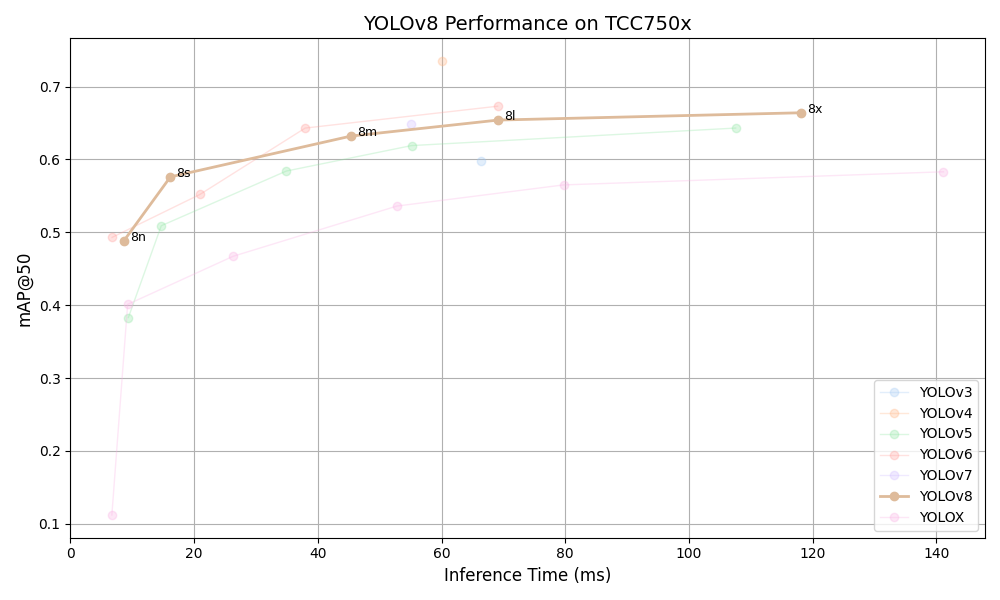 YOLOv8 Performance on TCC750x
mAP@50
0.7
0.6
0.5
0.4
0.3
0.2
0.1
8n
8s
8m
8l
8x
YOLOv3
YOLOv4
YOLOv5
YOLOv6
YOLOv7
YOLOv8
YOLOX
0 20 40 60 80 100 120 140
Inference Time (ms)